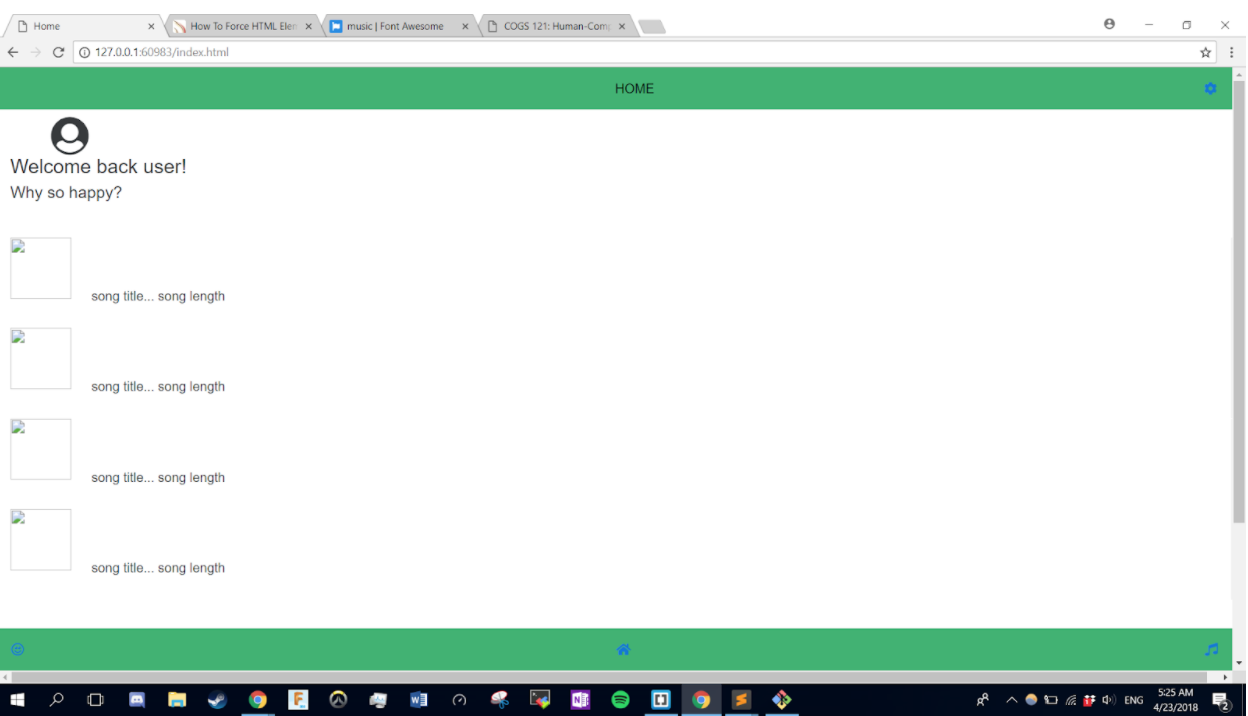 Home
How To Force HTML Elem
music | Font Awesome
COGS 121: Human-Comp
127.0.0.1:60983/index.html
HOME
Welcome back user!
Why so happy?
song title... song length
song title... song length
song title... song length
song title... song length
ENG
5:25 AM
4/23/2018
2